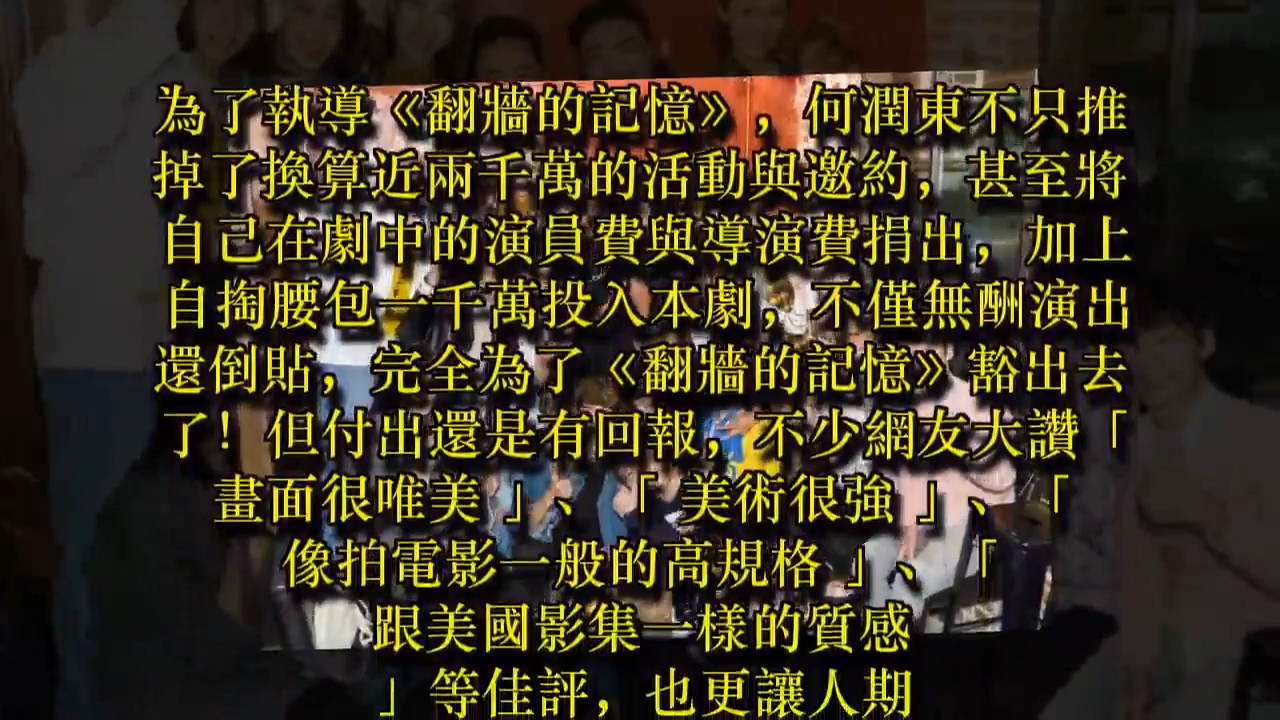 為了執導《翻牆的記憶》，何潤東不只推
掉了換算近兩千萬的活動與邀約，甚至將
自己在劇中的演員費與導演費捐出，加上
自掏腰包一千萬投入本劇，不僅無酬演出
還倒貼，完全為了《翻牆的記憶》豁出去
了！但付出還是有回報，不少網友大讚「
畫面很唯美 」、 「 美術很強 」、 「
像拍電影一般的高規格 」、 「
跟美國影集一樣的質感
」等佳評，也更讓人期